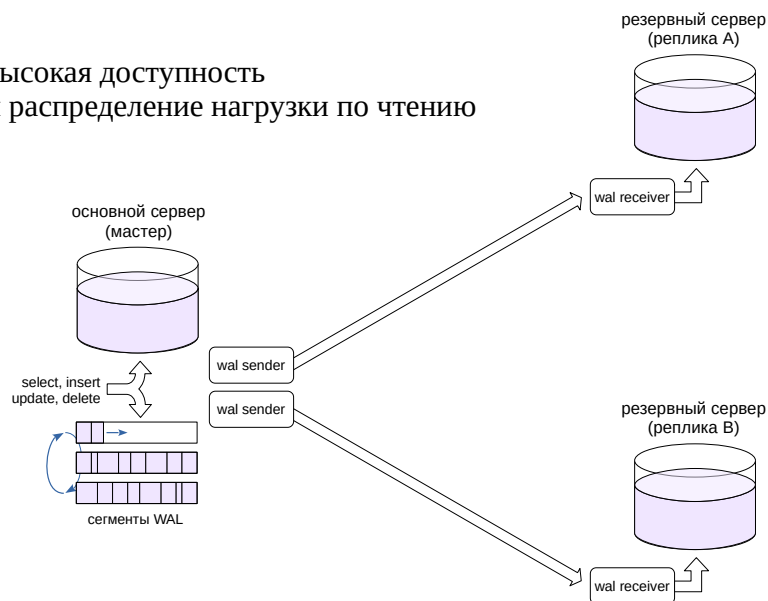 ысокая доступность
распределение нагрузки по чтению
резервный сервер
(реплика A)
wal receiver
основной сервер
(мастер)
wal sender
select, insert
update, delete
wal sender
сегменты WAL
резервный сервер
(реплика B)
wal receiver